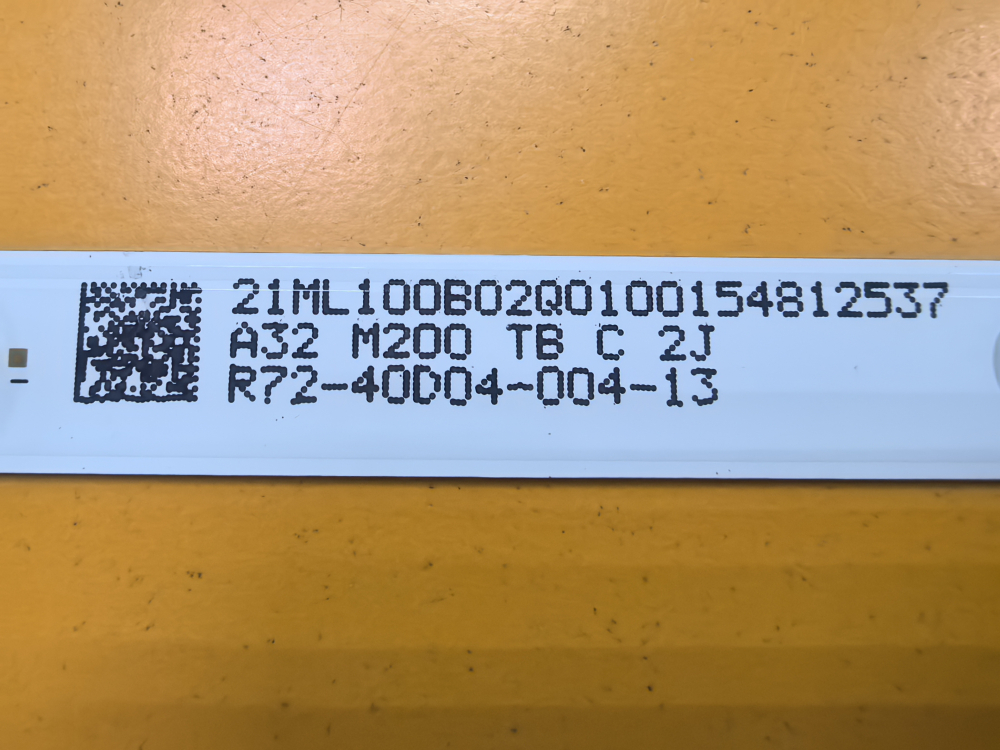 21ML100B02Q0100154812537
A32 M200 TB C 2J
R72-40D04-004-13